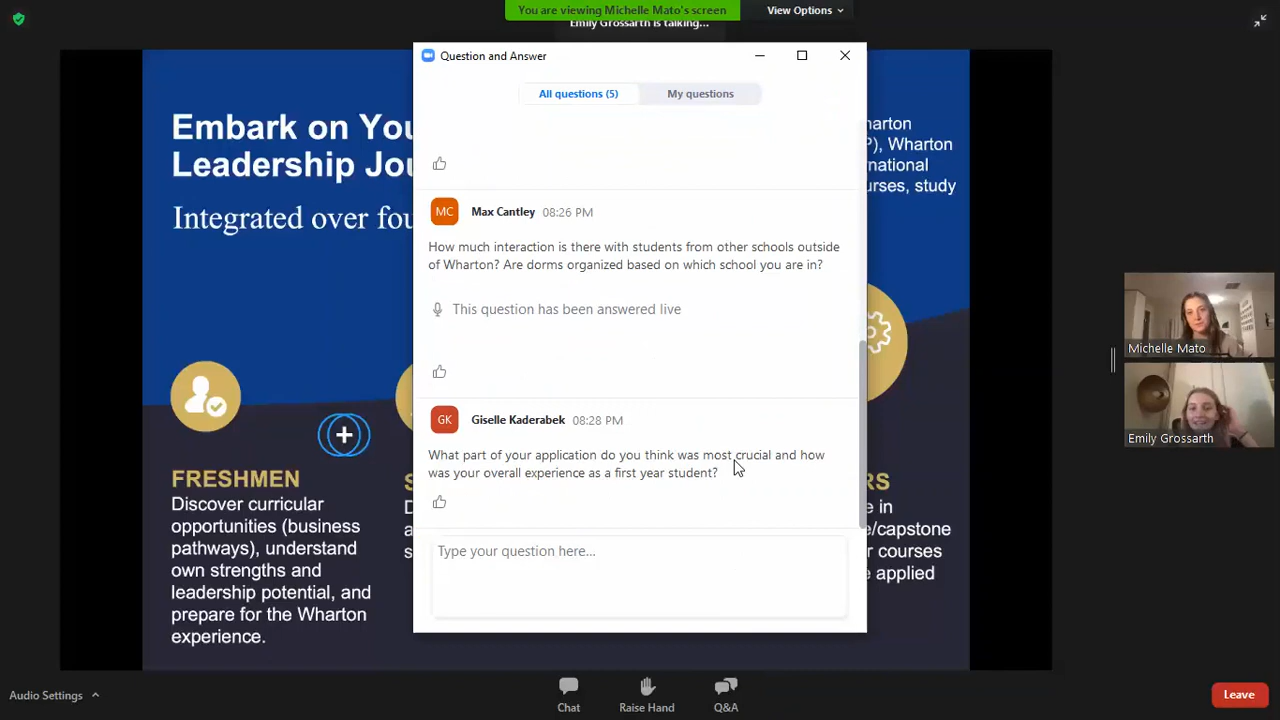 You are viewing Michelle Mato's screen
View Options
Emily Grossarth is talking...
Question and Answer
All questions (5)
My questions
Embark on You
Leadership Jou
Integrated over fou
MC
Max Cantley 08:26 PM
How much interaction is there with students from other schools outside
of Wharton? Are dorms organized based on which school you are in?
This question has been answered live
GK
Giselle Kaderabek 08:28 PM
What part of your application do you think was most crucial and how
was your overall experience as a first year student?
Type your question here...
FRESHMEN
Discover curricular
opportunities (business
pathways), understand
own strengths and
leadership potential, and
prepare for the Wharton
experience.
harton
P), Wharton
national
urses, study
RS
e in
e/capstone
r courses
e applied
Michelle Mato
Emily Grossarth
Audio Settings
Chat
Raise Hand
Q&A
Leave